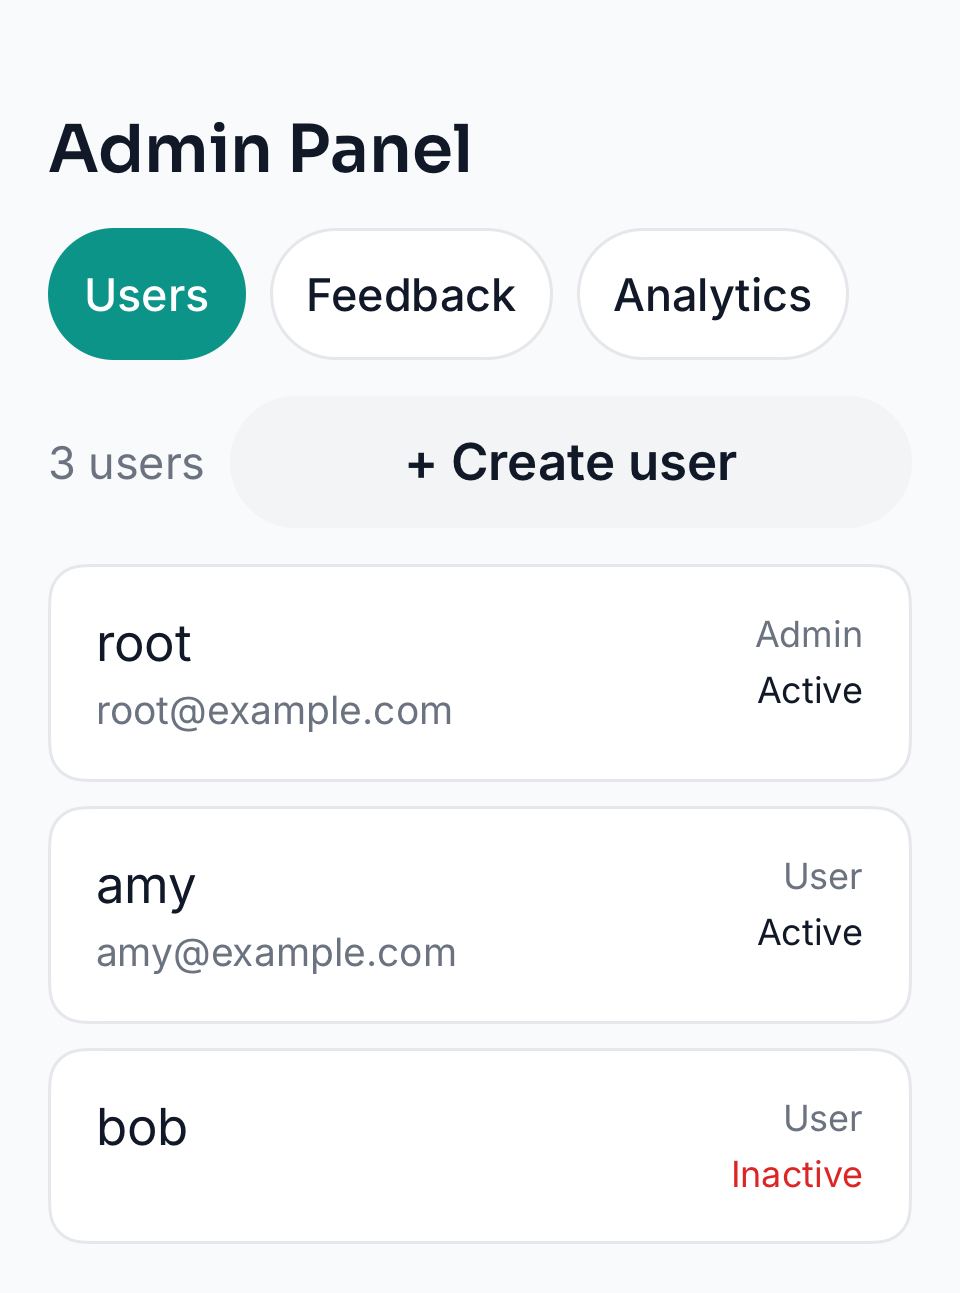 Admin Panel
Users
Feedback
Analytics
3 users
+ Create user
root
root@example.com
Admin
Active
amy
amy@example.com
User
Active
bob
User
Inactive